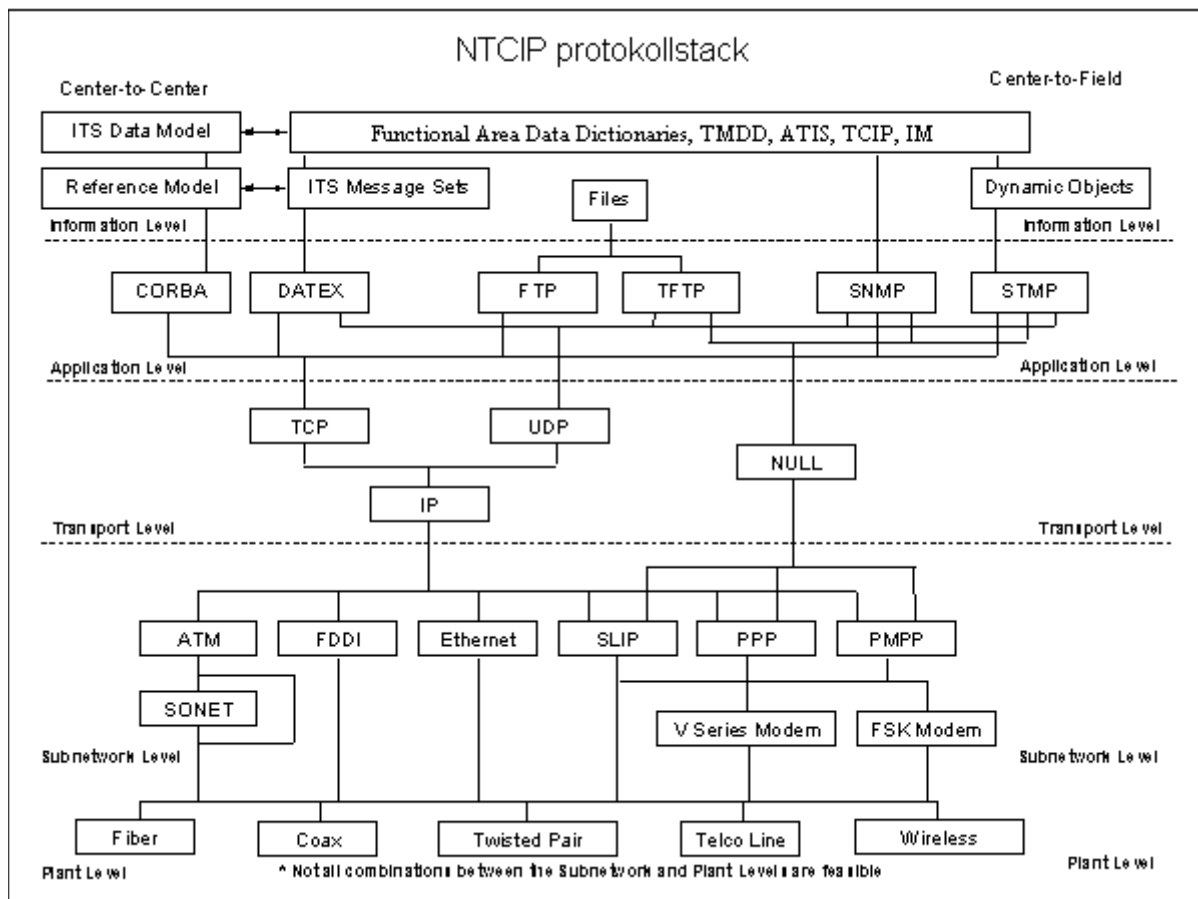 NTCIP protokollstack
Center-to-Center
Center-to-Field
ITS Data Model
Functional Area Data Dictionaries, TMDD, ATIS, TCIP, IM
Reference Model
ITS Message Sets
Files
Dynamic Objects
Information Level
Information Level
CORBA
DATEX
FTP
TFTP
SNMP
STMP
Application Level
Application Level
TCP
UDP
NULL
IP
Transport Level
Transport Level
ATM
FDDI
Ethernet
SLIP
PPP
PMPP
SONET
V Series Modem
FSK Modem
Subnetwork Level
Subnetwork Level
Fiber
Coax
Twisted Pair
Telco Line
Wireless
Plant Level
* Not all combinations between the Subnetwork and Plant Levels are feasible
Plant Level